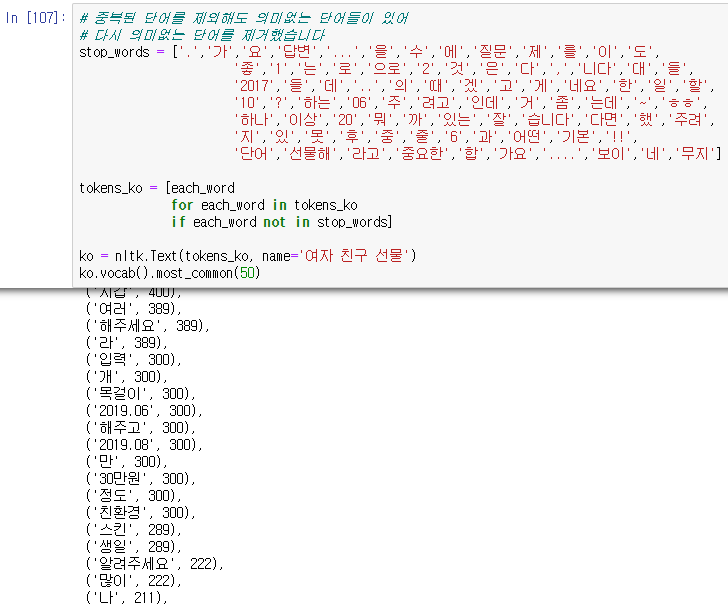 In [107]:
# 중복된 단어를 제외해도 의미없는 단어들이 있어
# 다시 의미없는 단어를 제거했습니다
stop_words = ['.','가','요','답변','...','을','수','에','질문','제','를','이','도',
'좋','1','는','로','으로','2','것','은','다',',','니다','대','들',
'2017','들','데','..','의','때','겠','고','게','네요','한','일','할',
'10','?','하는','06','주','려고','인데','거','좀','는데','~','ㅎㅎ',
'하나','이상','20','뭐','까','있는','잘','습니다','다면','했','주려',
'지','있','못','후','중','줄','6','과','어떤','기본','!!',
'단어','선물해','라고','중요한','합','가요','....','보이','네','무지']
tokens_ko = [each_word
for each_word in tokens_ko
if each_word not in stop_words]
ko = nltk.Text(tokens_ko, name='여자 친구 선물')
ko.vocab().most_common(50)
('지갑', 400),
('여러', 389),
('해주세요', 389),
('라', 389),
('입력', 300),
('개', 300),
('목걸이', 300),
('2019.06', 300),
('해주고', 300),
('2019.08', 300),
('만', 300),
('30만원', 300),
('정도', 300),
('친환경', 300),
('스킨', 289),
('생일', 289),
('알려주세요', 222),
('많이', 222),
('나', 211),